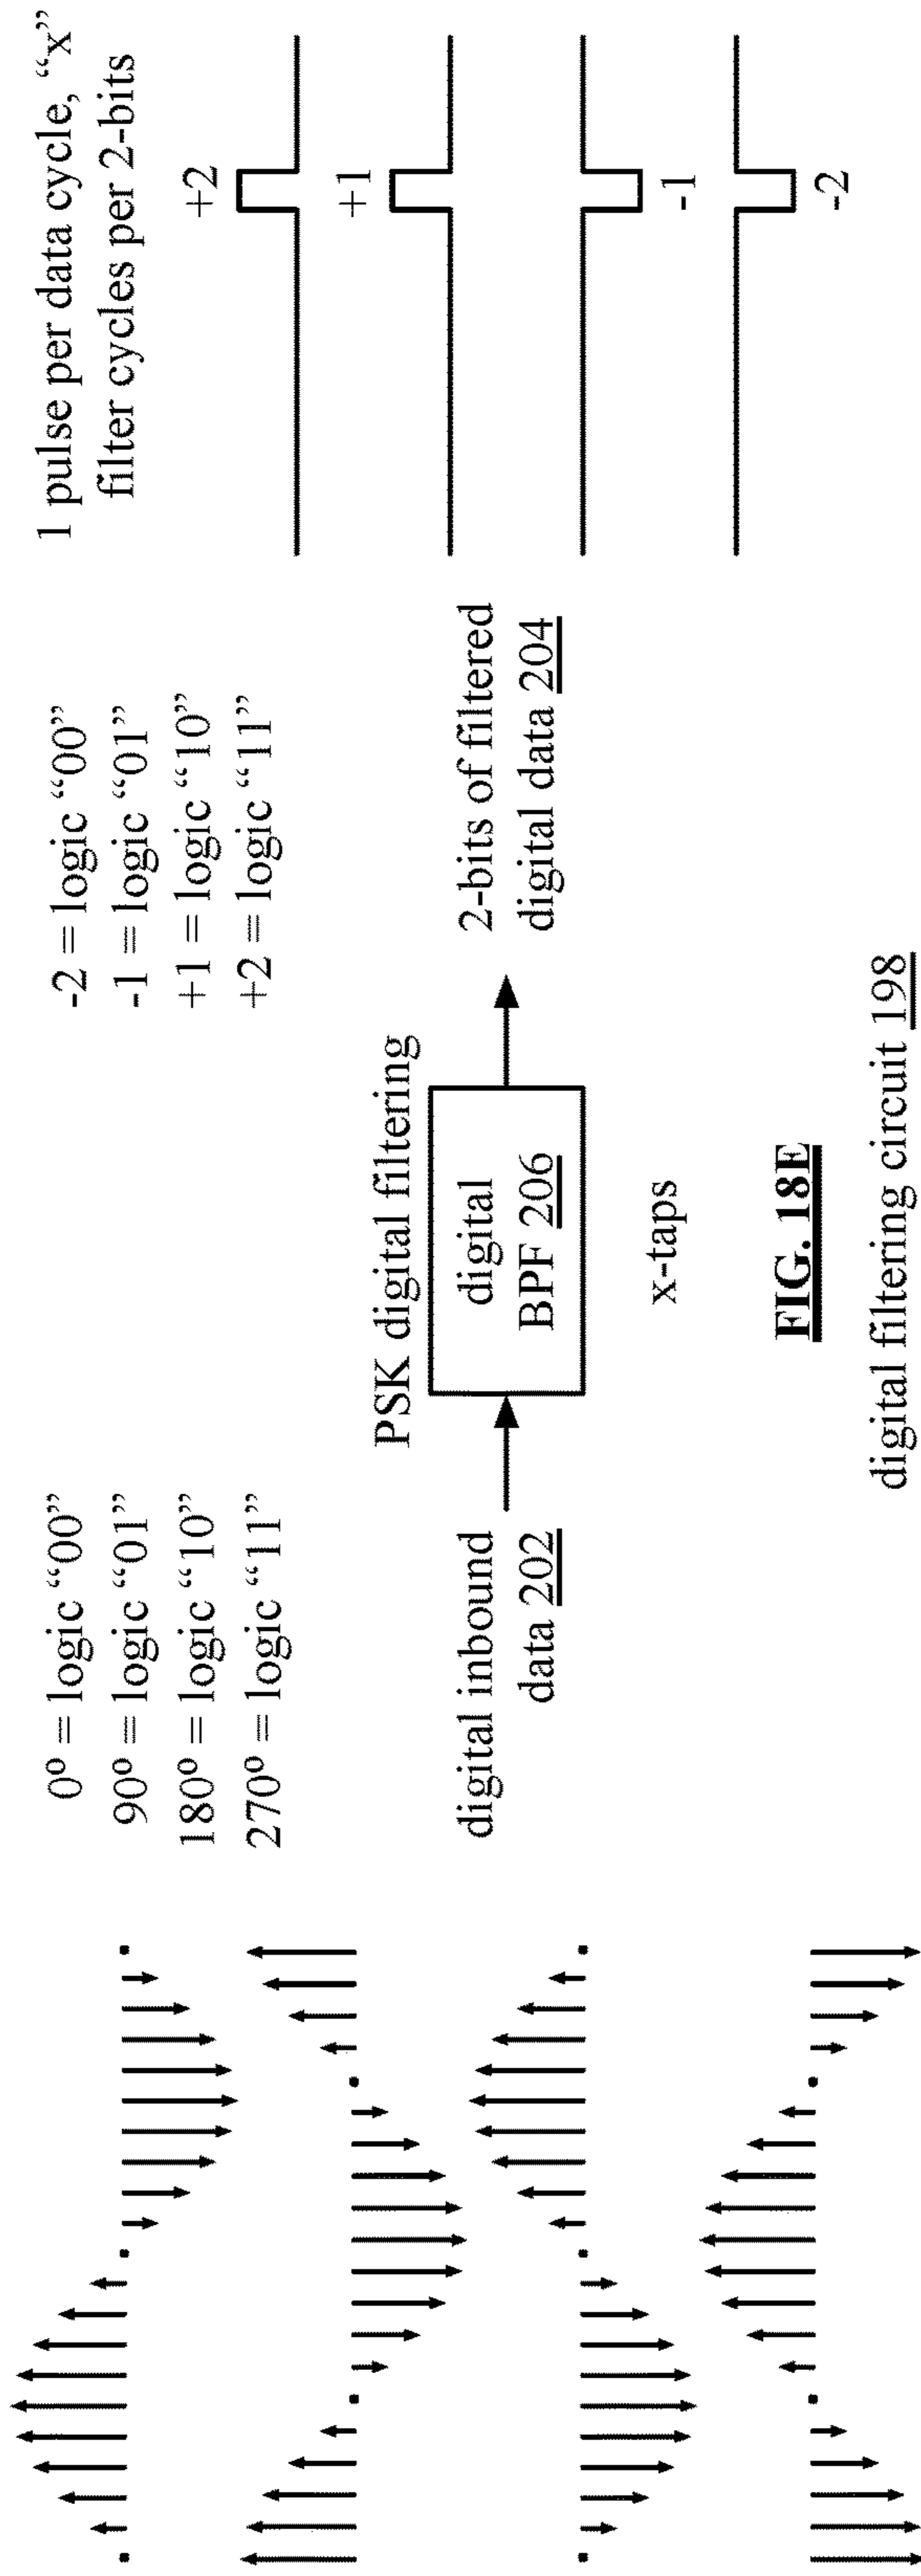 0º = logic “00”
90º = logic “01”
180º = logic “10”
270º = logic “11”
-2 = logic “00”
-1 = logic “01”
+1 = logic “10”
+2 = logic “11”
1 pulse per data cycle, “x”
filter cycles per 2-bits
digital inbound
data 202
PSK digital filtering
digital
BPF 206
x-taps
2-bits of filtered
digital data 204
+2
+1
-1
-2
FIG. 18E
digital filtering circuit 198